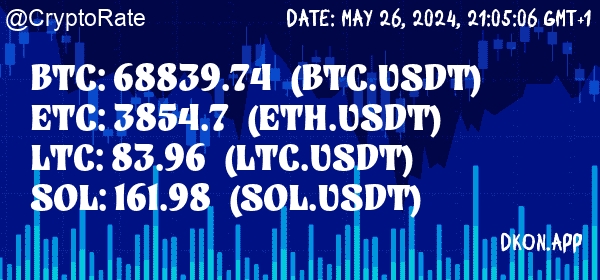 @CryptoRate
DATE: MAY 26, 2024, 21:05:06 GMT+1
BTC: 68839.74 (BTC.USDT)
ETC: 3854.7 (ETH.USDT)
LTC: 83.96 (LTC.USDT)
SOL: 161.98 (SOL.USDT)
DKON.APP